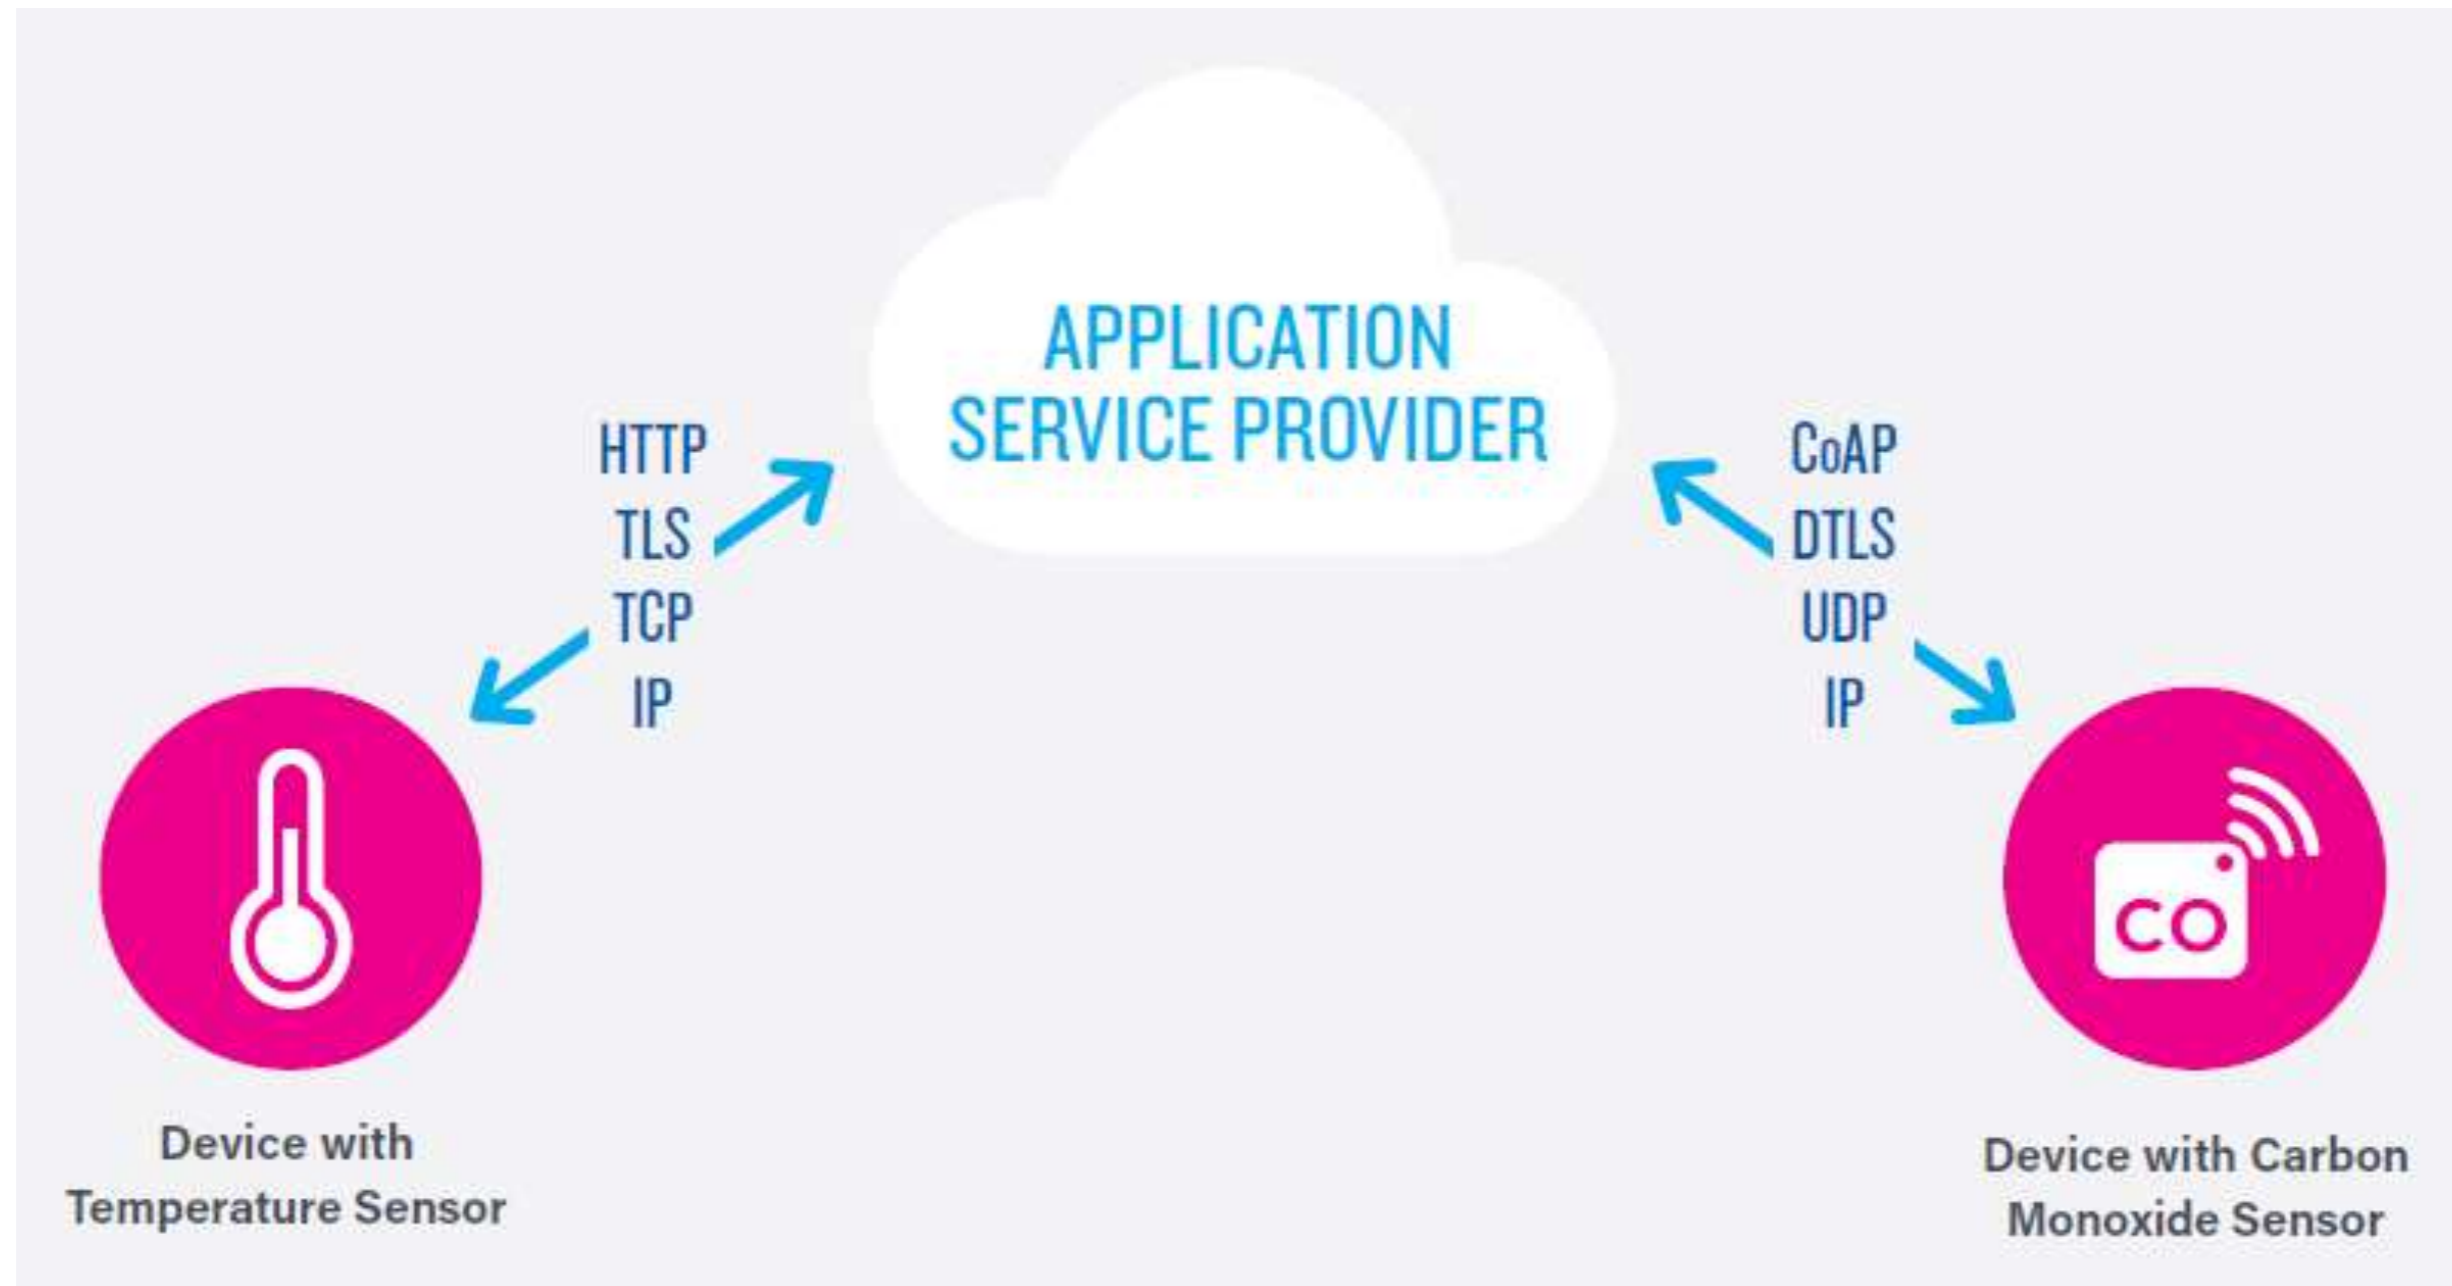 APPLICATION
SERVICE PROVIDER
HTTP
TLS
TCP
IP
CoAP
DTLS
UDP
IP
CO
Device with
Temperature Sensor
Device with Carbon
Monoxide Sensor